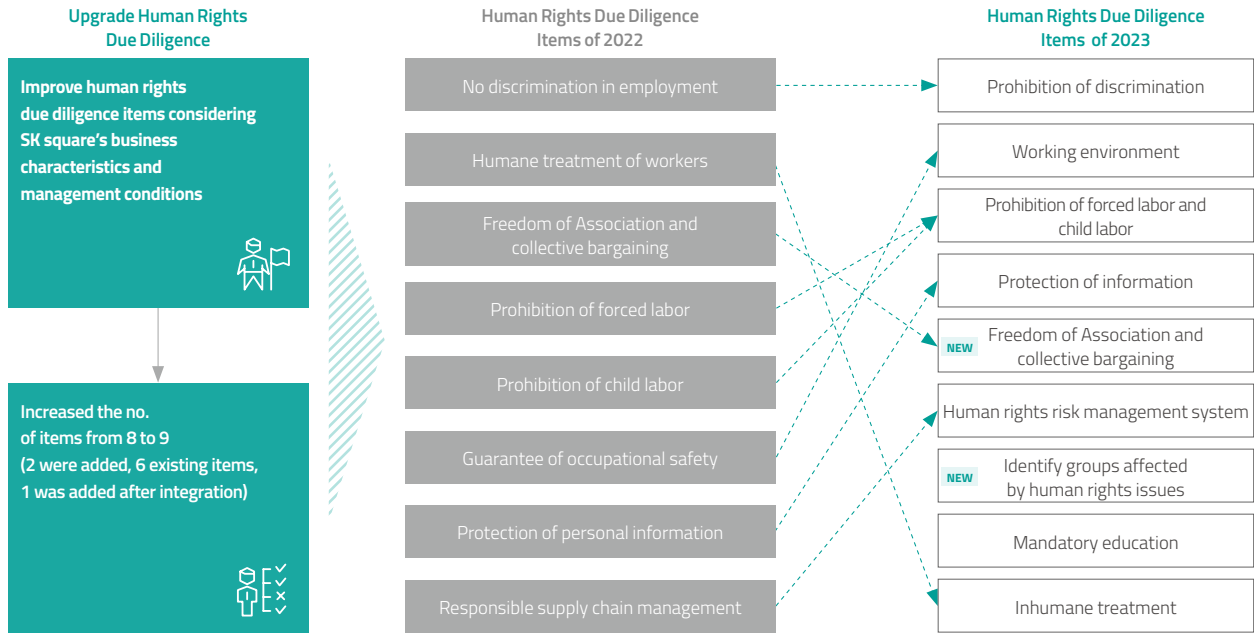 Upgrade Human Rights
Due Diligence
Improve human rights
due diligence items considering
SK square's business
characteristics and
management conditions
Increased the no.
of items from 8 to 9
(2 were added, 6 existing items,
1 was added after integration)
Human Rights Due Diligence
Items of 2022
No discrimination in employment
Humane treatment of workers
Freedom of Association and
collective bargaining
Prohibition of forced labor
Prohibition of child labor
Guarantee of occupational safety
Protection of personal information
Responsible supply chain management
Human Rights Due Diligence
Items of 2023
Prohibition of discrimination
Working environment
Prohibition of forced labor and
child labor
Protection of information
NEW Freedom of Association and
collective bargaining
Human rights risk management system
NEW Identify groups affected
by human rights issues
Mandatory education
Inhumane treatment